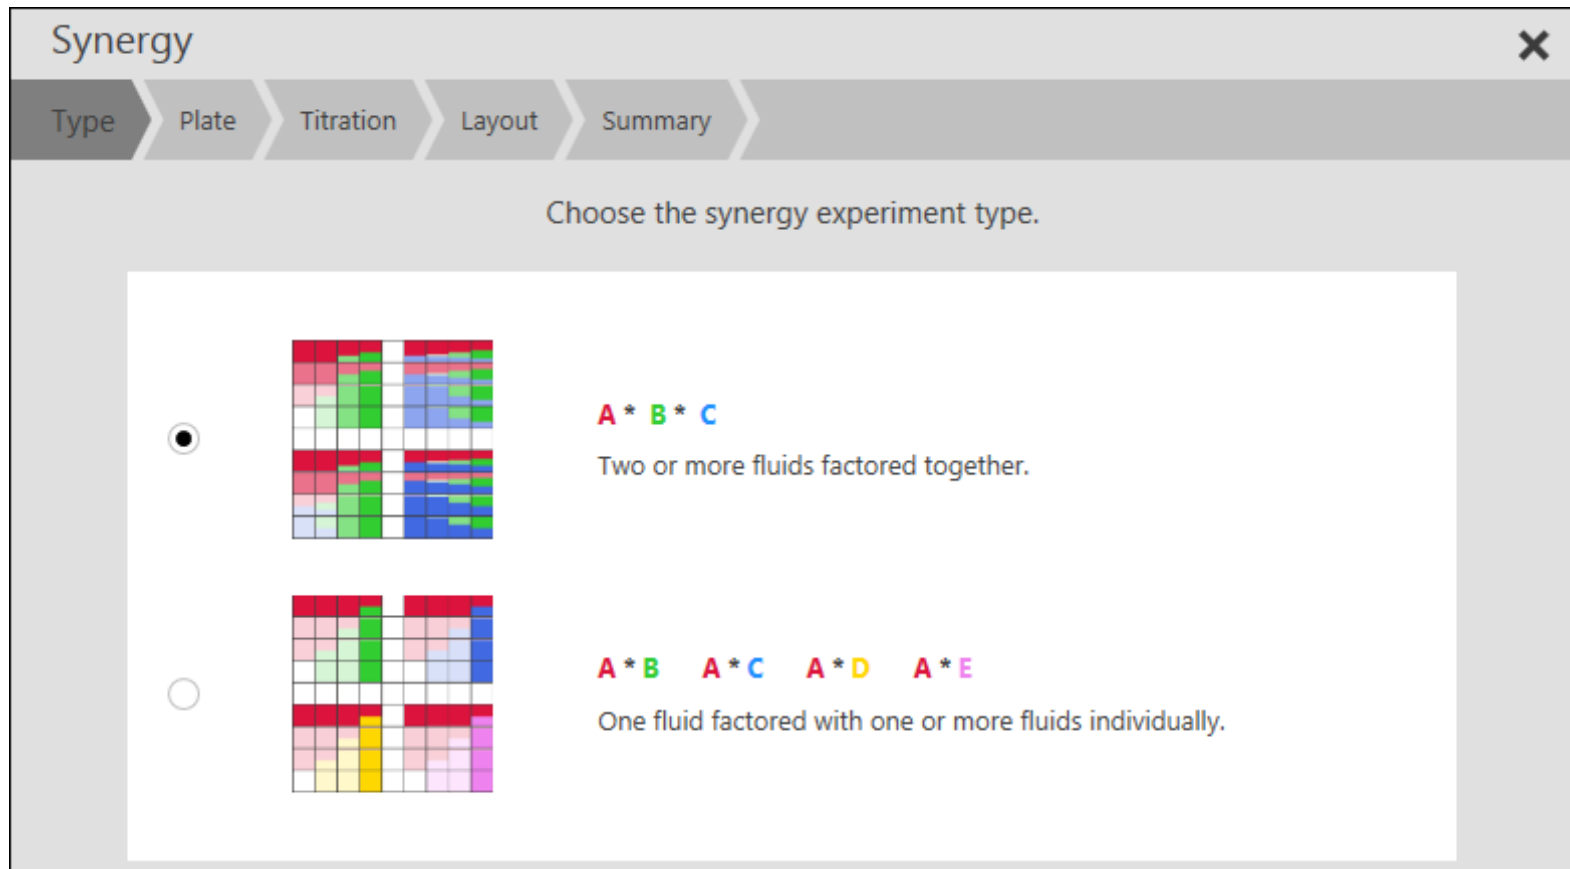 Synergy
Type Plate Titration Layout Summary
Choose the synergy experiment type.
A * B * C
Two or more fluids factored together.
A * B A * C A * D A * E
One fluid factored with one or more fluids individually.